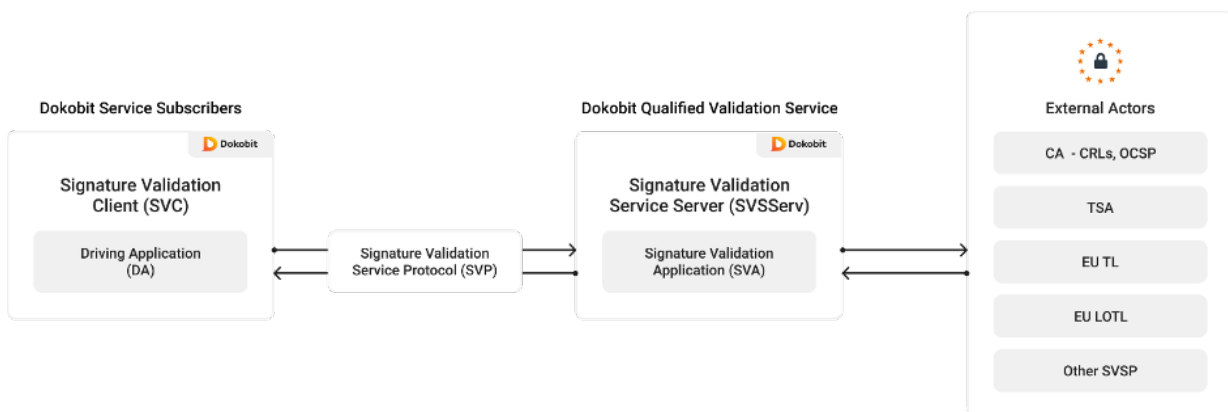 Dokobit Service Subscribers
Dokobit
Signature Validation
Client (SVC)
Driving Application
(DA)
Signature Validation
Service Protocol (SVP)
Dokobit Qualified Validation Service
Dokobit
Signature Validation
Service Server (SVSServ)
Signature Validation
Application (SVA)
External Actors
CA - CRLs, OCSP
TSA
EU TL
EU LOTL
Other SVSP